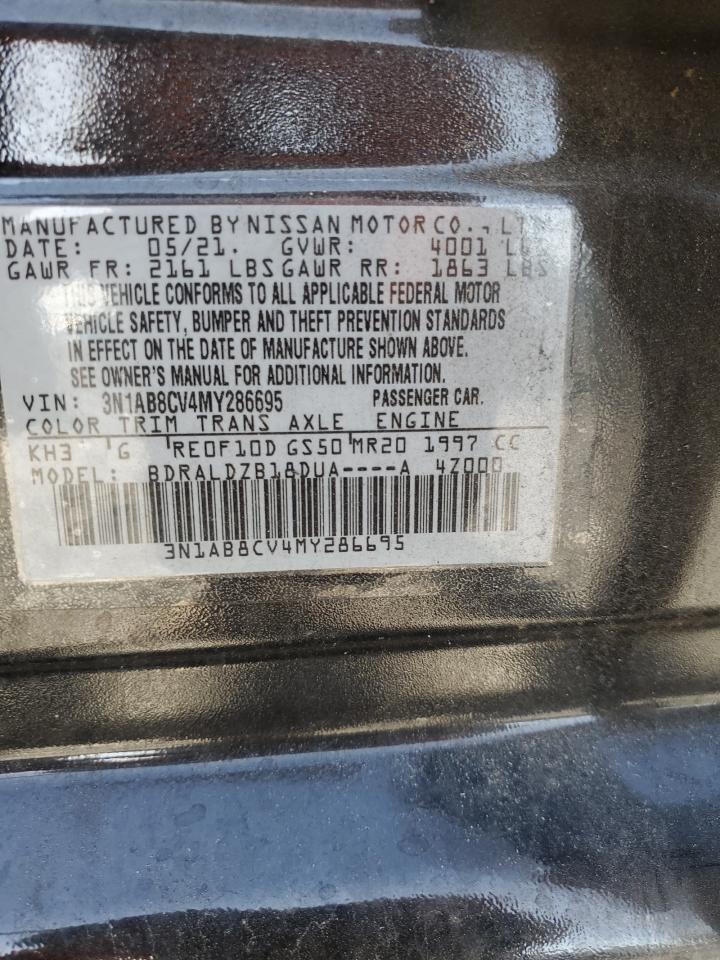 MANUFACTURED BY NISSAN MOTOR CO.,
DATE: 05/21. GVWR: 4001
GAWR FR: 2161 LBS GAWR RR: 1863 LBS
THIS VEHICLE CONFORMS TO ALL APPLICABLE FEDERAL MOTOR
VEHICLE SAFETY, BUMPER AND THEFT PREVENTION STANDARDS
IN EFFECT ON THE DATE OF MANUFACTURE SHOWN ABOVE.
SEE OWNER'S MANUAL FOR ADDITIONAL INFORMATION.
VIN: 3N1AB8CV4MY286695 PASSENGER CAR.
COLOR TRIM TRANS AXLE ENGINE
KH3 G RE0F10D GS50 MR20 1997 CC
MODEL: BDRALDZB18DUA----A 4Z000
3N1AB8CV4MY286695